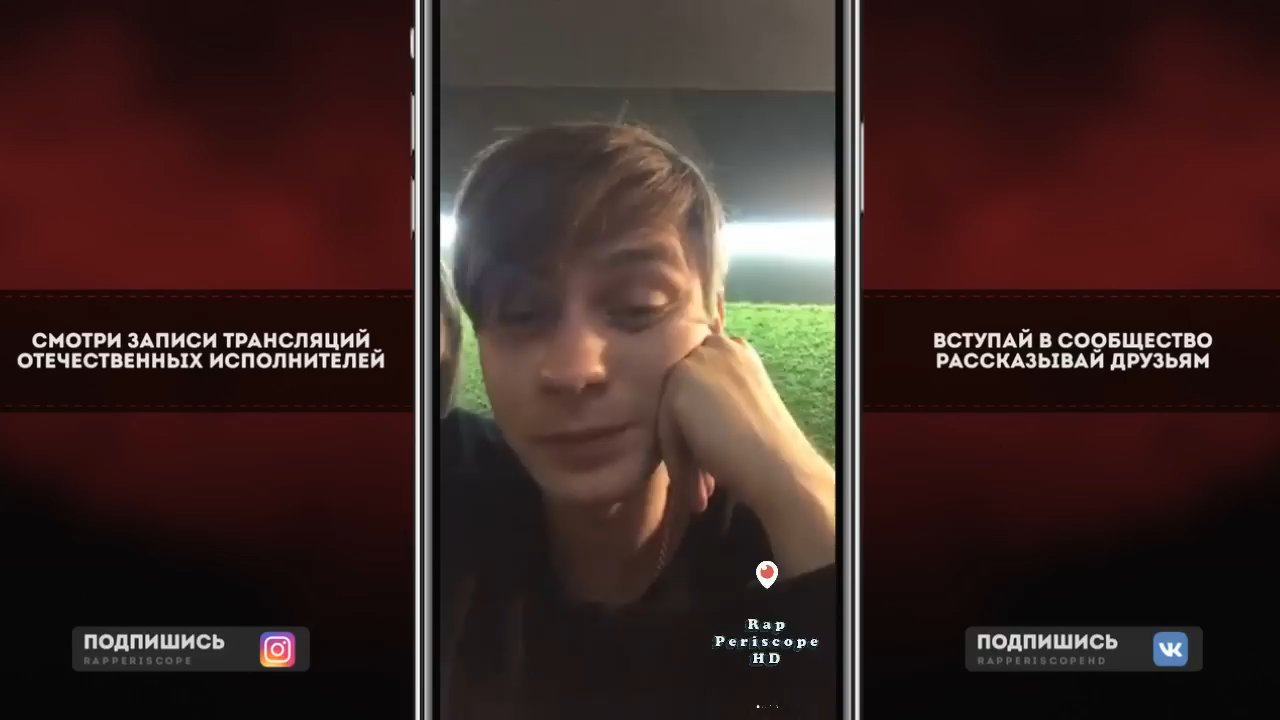 СМОТРИ ЗАПИСИ ТРАНСЛЯЦИЙ
ОТЕЧЕСТВЕННЫХ ИСПОЛНИТЕЛЕЙ
ВСТУПАЙ В СООБЩЕСТВО
РАССКАЗЫВАЙ ДРУЗЬЯМ
Rap
Periscope
HD
ПОДПИШИСЬ
RAPPERISCOPE
ПОДПИШИСЬ
RAPPERISCOPEHD